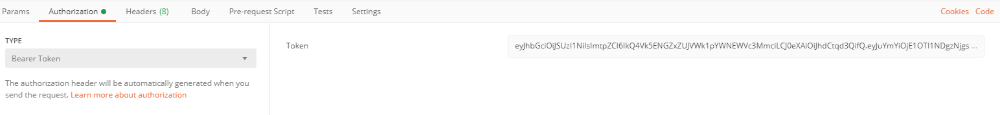 Params Authorization Headers (8) Body Pre-request Script Tests Settings Cookies Code
TYPE
Bearer Token
The authorization header will be automatically generated when you
send the request. Learn more about authorization
Token
eyJhbGciOiJSUzI1NiIsImtpZCI6IkQ4Vk5ENGZxZUJVWk1pYWNEWVc3MmciLCJ0eXAiOiJhdCtqd3QifQ.eyJuYmYiOjE1OTI1NDgzNjgs ...